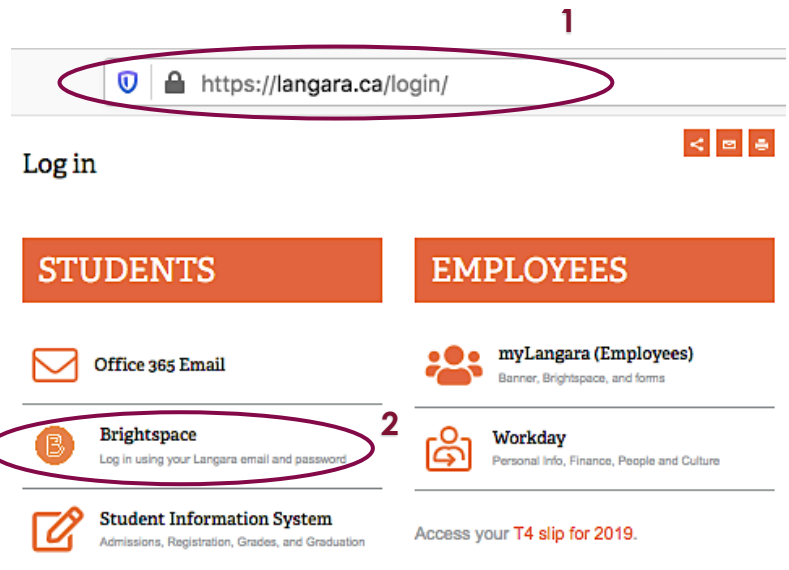 1
https://langara.ca/login/
Log in
STUDENTS
Office 365 Email
Brightspace
Log in using your Langara email and password
2
Student Information System
Admissions, Registration, Grades, and Graduation
EMPLOYEES
myLangara (Employees)
Banner, Brightspace, and forms
Workday
Personal Info, Finance, People and Culture
Access your T4 slip for 2019.